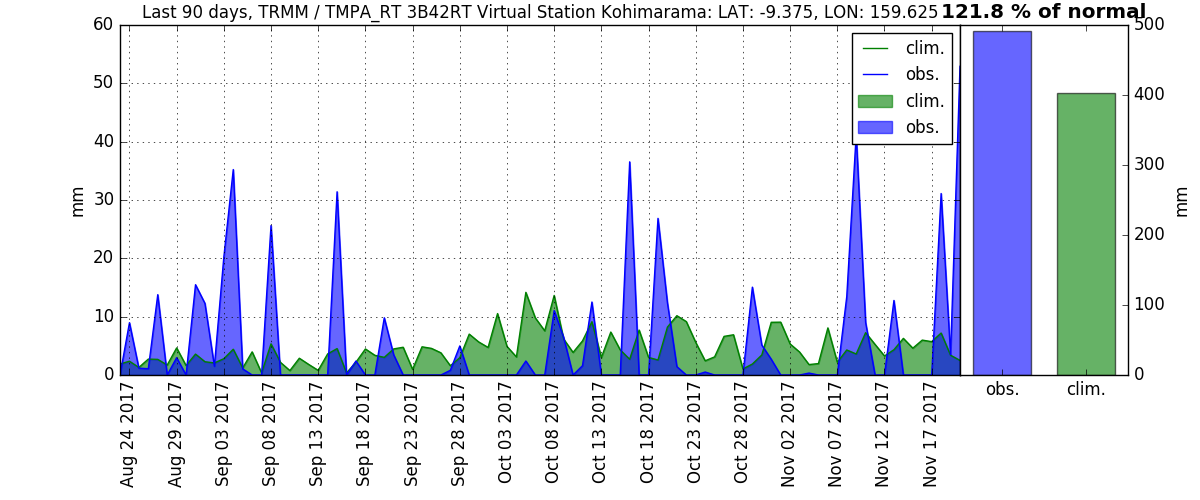 Last 90 days, TRMM / TMPA_RT 3B42RT Virtual Station Kohimarama: LAT: -9.375, LON: 159.625 121.8 % of normal
60
50
40
30
20
10
0
mm
clim.
obs.
clim.
obs.
500
400
300
200
100
0
mm
obs.
clim.
Aug 24 2017
Aug 29 2017
Sep 03 2017
Sep 08 2017
Sep 13 2017
Sep 18 2017
Sep 23 2017
Sep 28 2017
Oct 03 2017
Oct 08 2017
Oct 13 2017
Oct 18 2017
Oct 23 2017
Oct 28 2017
Nov 02 2017
Nov 07 2017
Nov 12 2017
Nov 17 2017